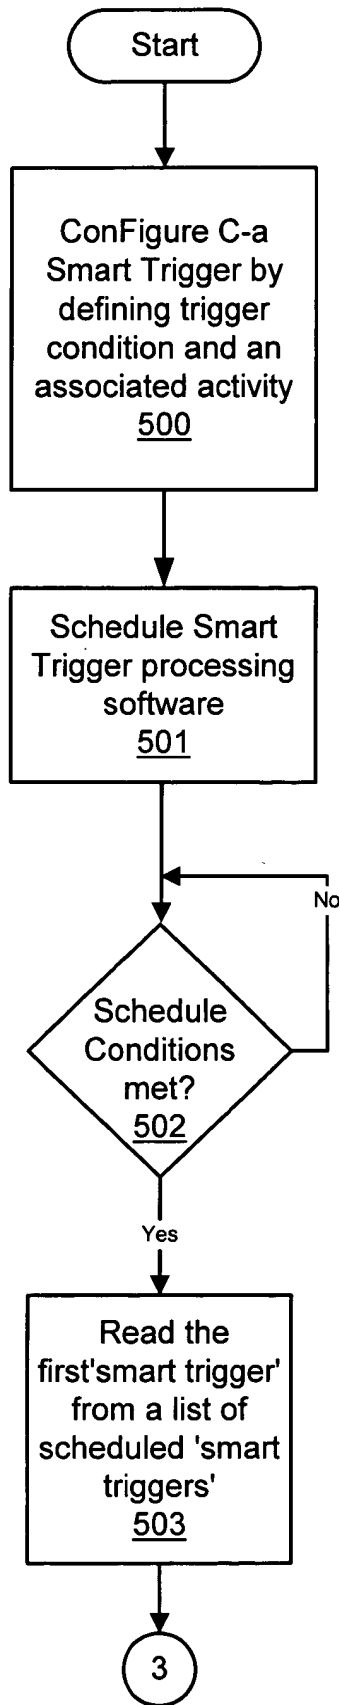 Start
ConFigure C-a
Smart Trigger by
defining trigger
condition and an
associated activity
500
Schedule Smart
Trigger processing
software
501
No
Schedule
Conditions
met?
502
Yes
Read the
first'smart trigger'
from a list of
scheduled 'smart
triggers'
503
3